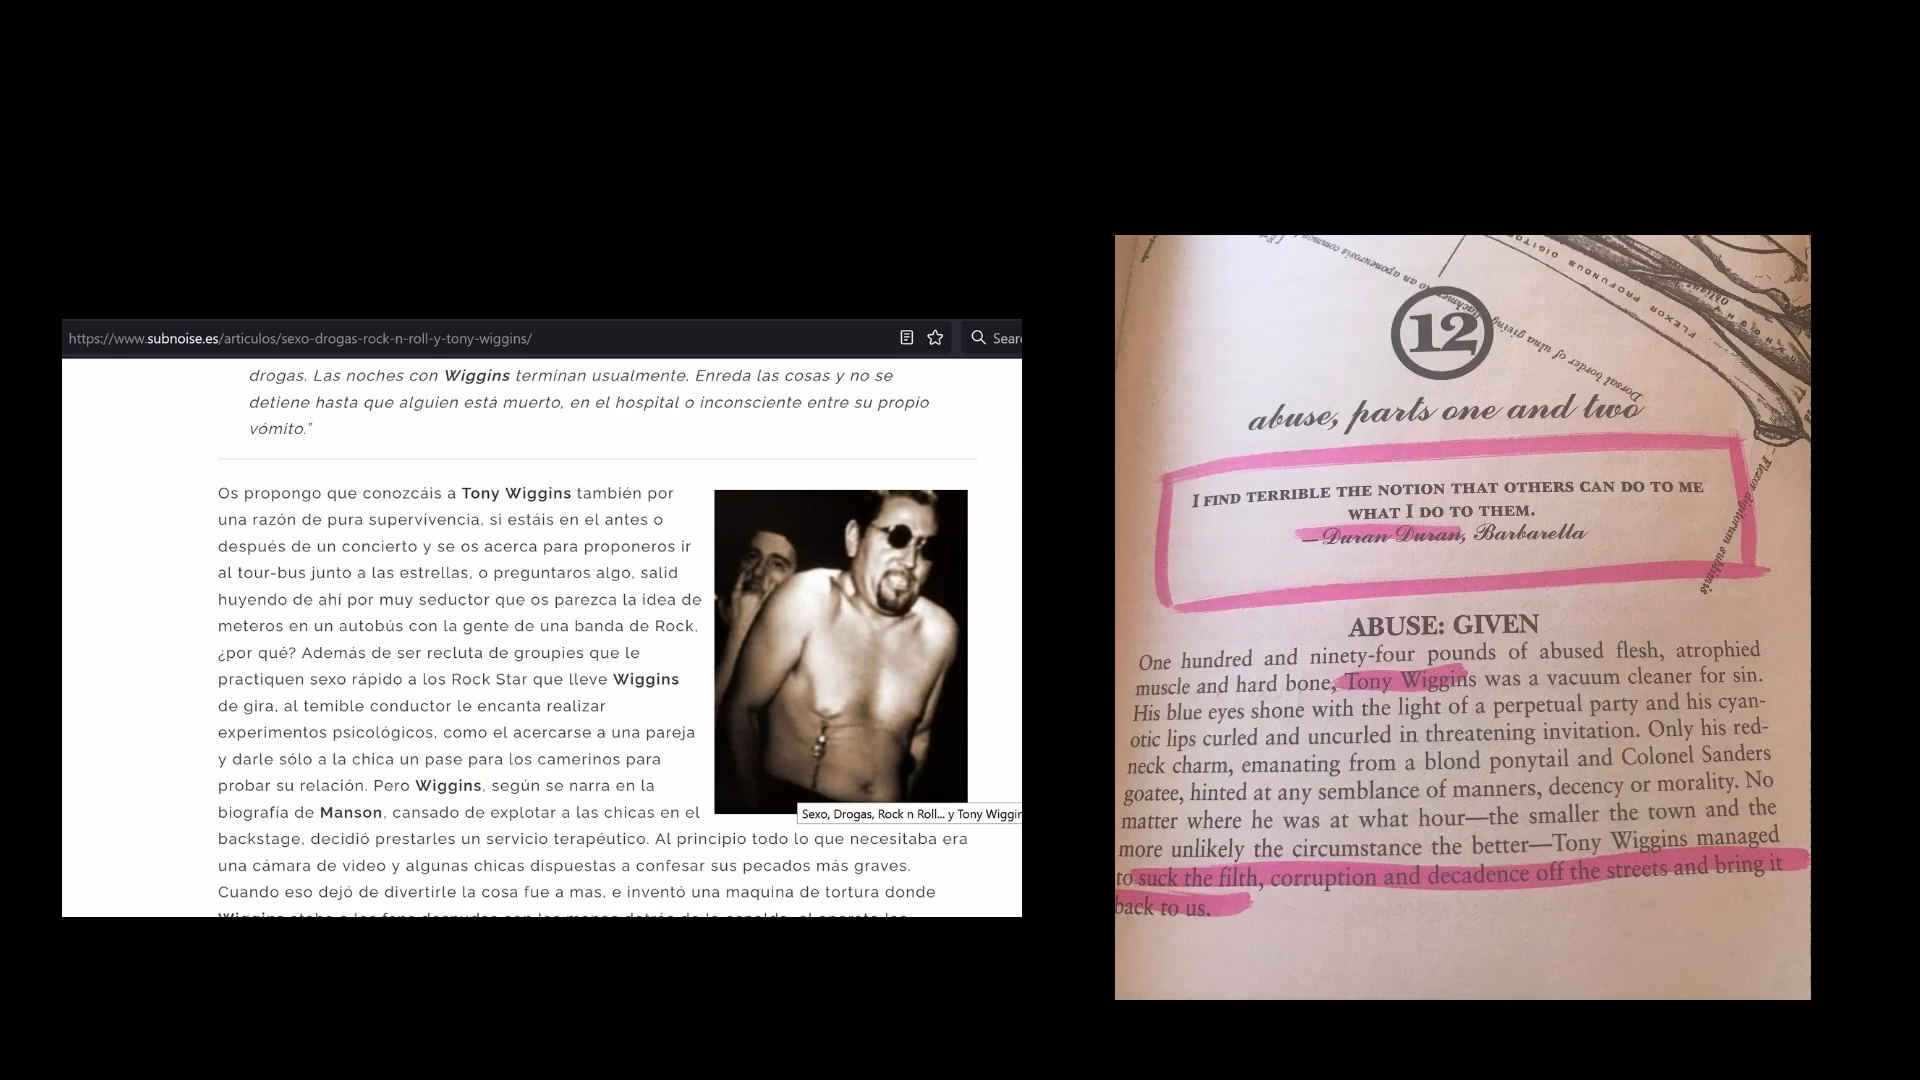 https://www.subnoise.es/articulos/sexo-drogas-rock-n-roll-y-tony-wiggins/
drogas. Las noches con Wiggins terminan usualmente. Enreda las cosas y no se
detiene hasta que alguien está muerto, en el hospital o inconsciente entre su propio
vómito.”
Os propongo que conozcáis a Tony Wiggins también por
una razón de pura supervivencia, si estáis en el antes o
después de un concierto y se os acerca para proponeros ir
al tour-bus junto a las estrellas, o preguntaros algo, salid
huyendo de ahí por muy seductor que os parezca la idea de
meteros en un autobús con la gente de una banda de Rock,
¿por qué? Además de ser recluta de groupies que le
practiquen sexo rápido a los Rock Star que lleve Wiggins
de gira, al temible conductor le encanta realizar
experimentos psicológicos, como el acercarse a una pareja
y darle sólo a la chica un pase para los camerinos para
probar su relación. Pero Wiggins, según se narra en la
biografía de Manson, cansado de explotar a las chicas en el
Sexo, Drogas, Rock n Roll... y Tony
backstage, decidió prestarles un servicio terapéutico. Al principio todo lo que necesitaba era
una cámara de video y algunas chicas dispuestas a confesar sus pecados más graves.
Cuando eso dejó de divertirle la cosa fue a mas, e inventó una maquina de tortura donde
FLEXOR PROFUNDUS
Dorsal border of ulna giving
Flexor digitorum sublimis
12
abuse, parts one and two
I FIND TERRIBLE THE NOTION THAT OTHERS CAN DO TO ME
WHAT I DO TO THEM.
—Duran Duran, Barbarella
ABUSE: GIVEN
One hundred and ninety-four pounds of abused flesh, atrophied
muscle and hard bone, Tony Wiggins was a vacuum cleaner for sin.
His blue eyes shone with the light of a perpetual party and his cyan-
otic lips curled and uncurled in threatening invitation. Only his red-
neck charm, emanating from a blond ponytail and Colonel Sanders
goatee, hinted at any semblance of manners, decency or morality. No
matter where he was at what hour—the smaller the town and the
more unlikely the circumstance the better—Tony Wiggins managed
to suck the filth, corruption and decadence off the streets and bring it
back to us.